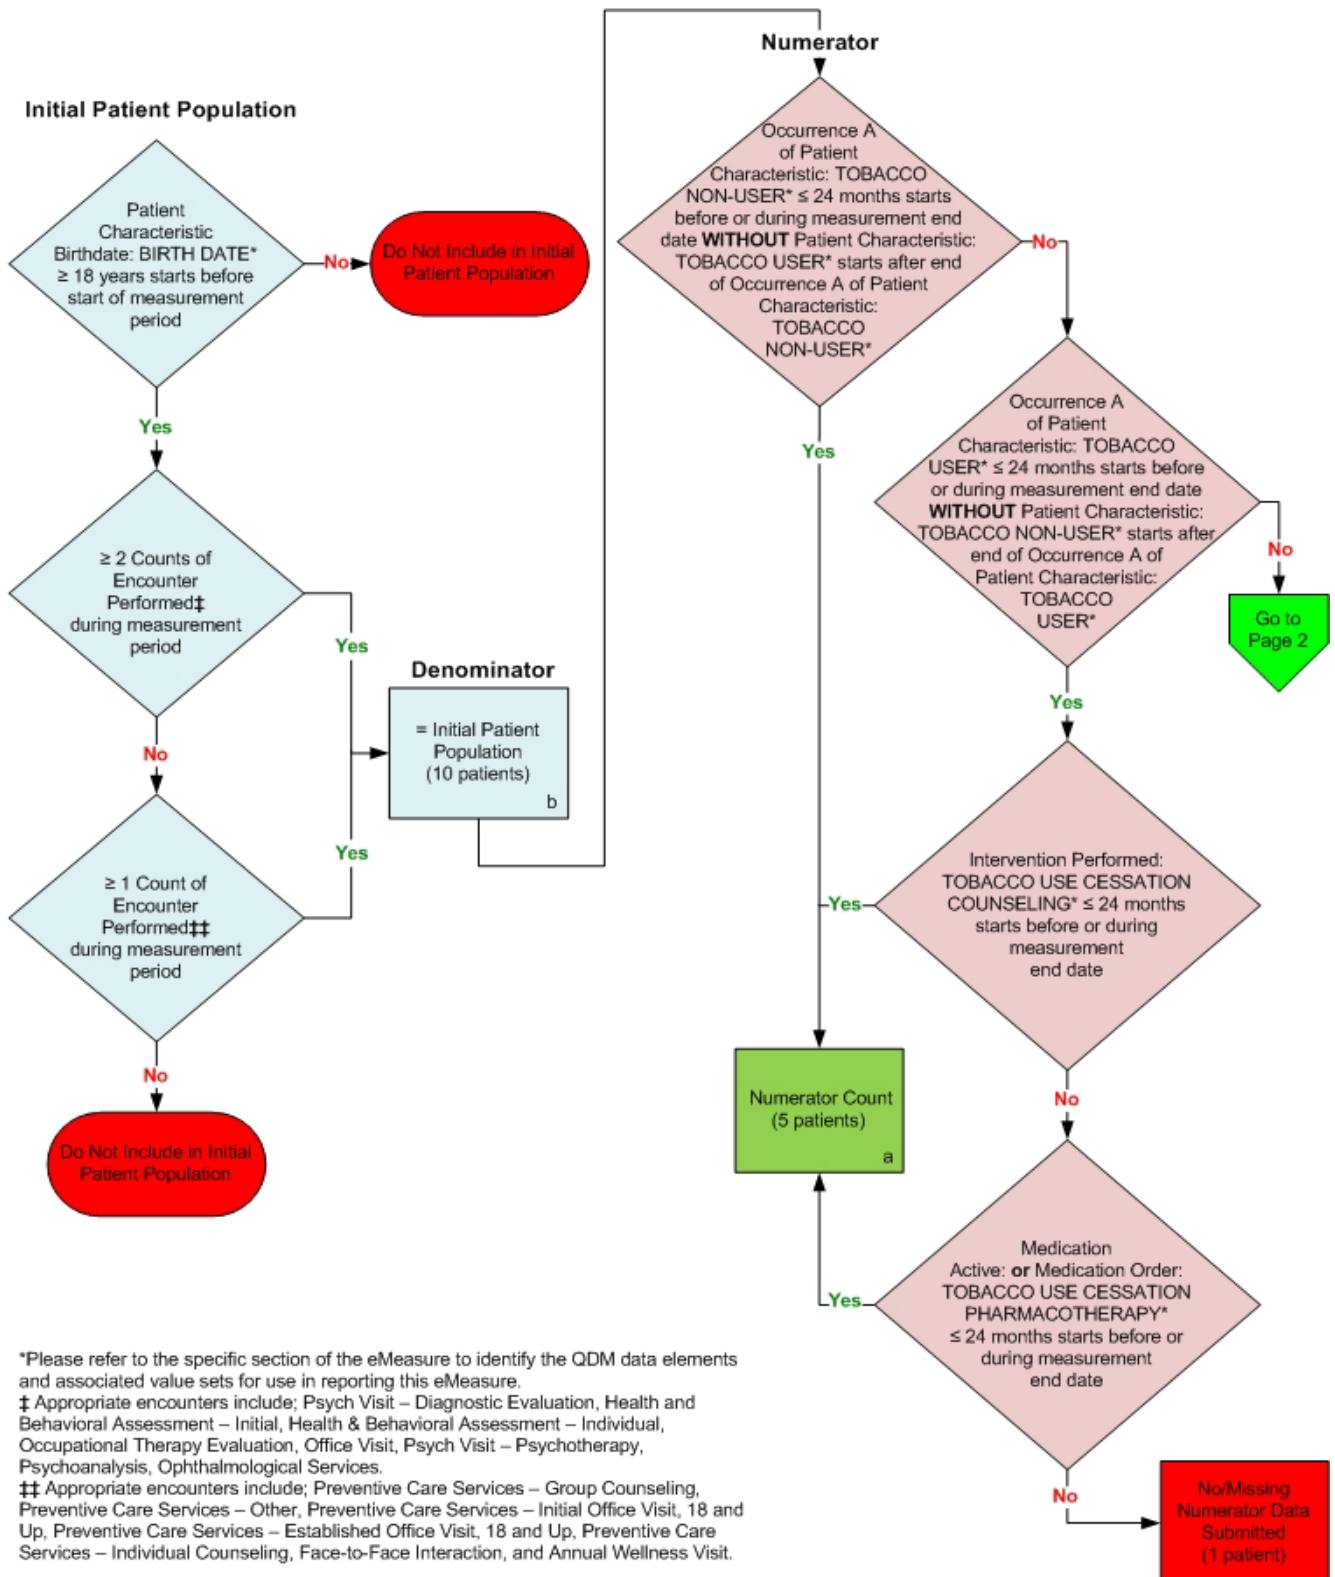 Initial Patient Population
Patient
Characteristic
Birthdate: BIRTH DATE*
≥ 18 years starts before
start of measurement
period
No
Do Not Include in Initial
Patient Population
Yes
≥ 2 Counts of
Encounter
Performed‡
during measurement
period
Yes
No
≥ 1 Count of
Encounter
Performed‡‡
during measurement
period
Yes
No
Do Not Include in Initial
Patient Population
Denominator
= Initial Patient
Population
(10 patients)
b
Numerator
Occurrence A
of Patient
Characteristic: TOBACCO
NON-USER* ≤ 24 months starts
before or during measurement end
date WITHOUT Patient Characteristic:
TOBACCO USER* starts after end
of Occurrence A of Patient
Characteristic:
TOBACCO
NON-USER*
No
Yes
Occurrence A
of Patient
Characteristic: TOBACCO
USER* ≤ 24 months starts before
or during measurement end date
WITHOUT Patient Characteristic:
TOBACCO NON-USER* starts after
end of Occurrence A of
Patient Characteristic:
TOBACCO
USER*
No
Go to
Page 2
Yes
Intervention Performed:
TOBACCO USE CESSATION
COUNSELING* ≤ 24 months
starts before or during
measurement
end date
Yes
No
Numerator Count
(5 patients)
a
Medication
Active: or Medication Order:
TOBACCO USE CESSATION
PHARMACOTHERAPY*
≤ 24 months starts before or
during measurement
end date
Yes
No
No/Missing
Numerator Data
Submitted
(1 patient)
*Please refer to the specific section of the eMeasure to identify the QDM data elements
and associated value sets for use in reporting this eMeasure.
‡ Appropriate encounters include; Psych Visit – Diagnostic Evaluation, Health and
Behavioral Assessment – Initial, Health & Behavioral Assessment – Individual,
Occupational Therapy Evaluation, Office Visit, Psych Visit – Psychotherapy,
Psychoanalysis, Ophthalmological Services.
‡‡ Appropriate encounters include; Preventive Care Services – Group Counseling,
Preventive Care Services – Other, Preventive Care Services – Initial Office Visit, 18 and
Up, Preventive Care Services – Established Office Visit, 18 and Up, Preventive Care
Services – Individual Counseling, Face-to-Face Interaction, and Annual Wellness Visit.